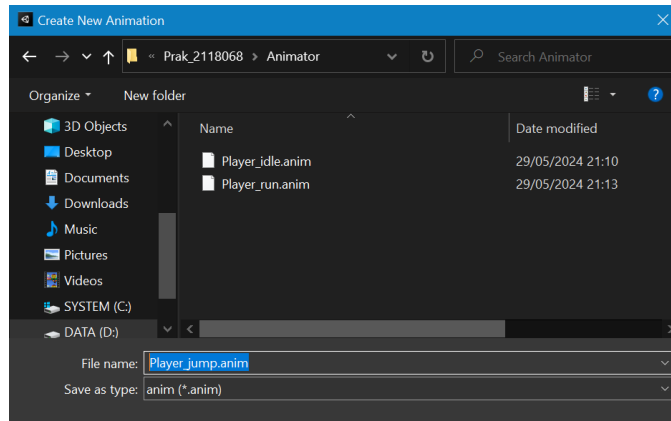 Create New Animation
« Prak_2118068 > Animator
Search Animator
Organize
New folder
3D Objects
Desktop
Documents
Downloads
Music
Pictures
Videos
SYSTEM (C:)
DATA (D:)
Name
Date modified
Player_idle.anim
29/05/2024 21:10
Player_run.anim
29/05/2024 21:13
File name: Player_jump.anim
Save as type: anim (*.anim)